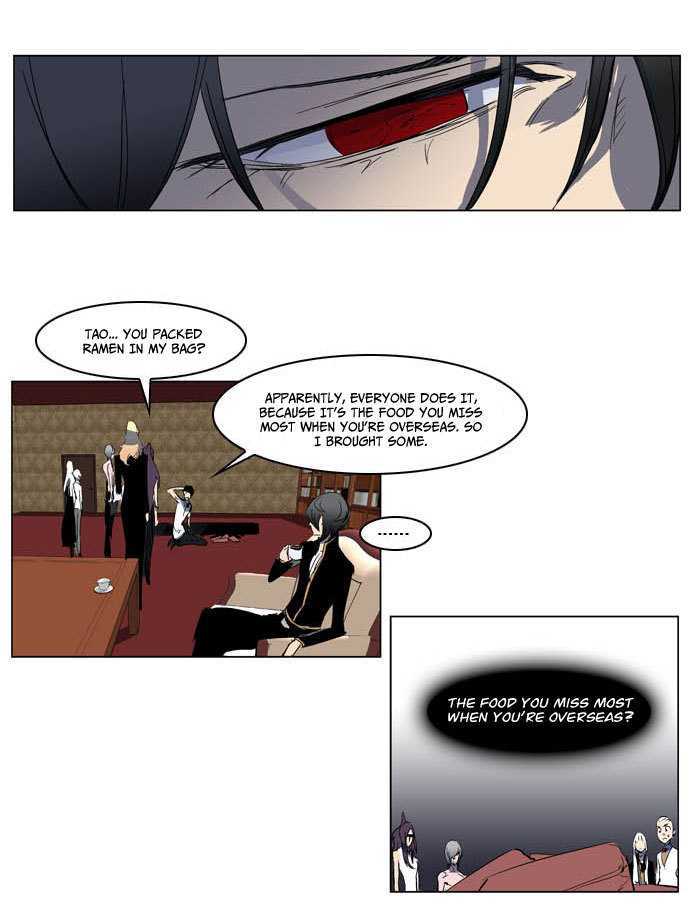 TAO... YOU PACKED
RAMEN IN MY BAG?
APPARENTLY, EVERYONE DOES IT,
BECAUSE IT'S THE FOOD YOU MISS
MOST WHEN YOU'RE OVERSEAS. SO
I BROUGHT SOME.
------
THE FOOD YOU MISS MOST
WHEN YOU'RE OVERSEAS?